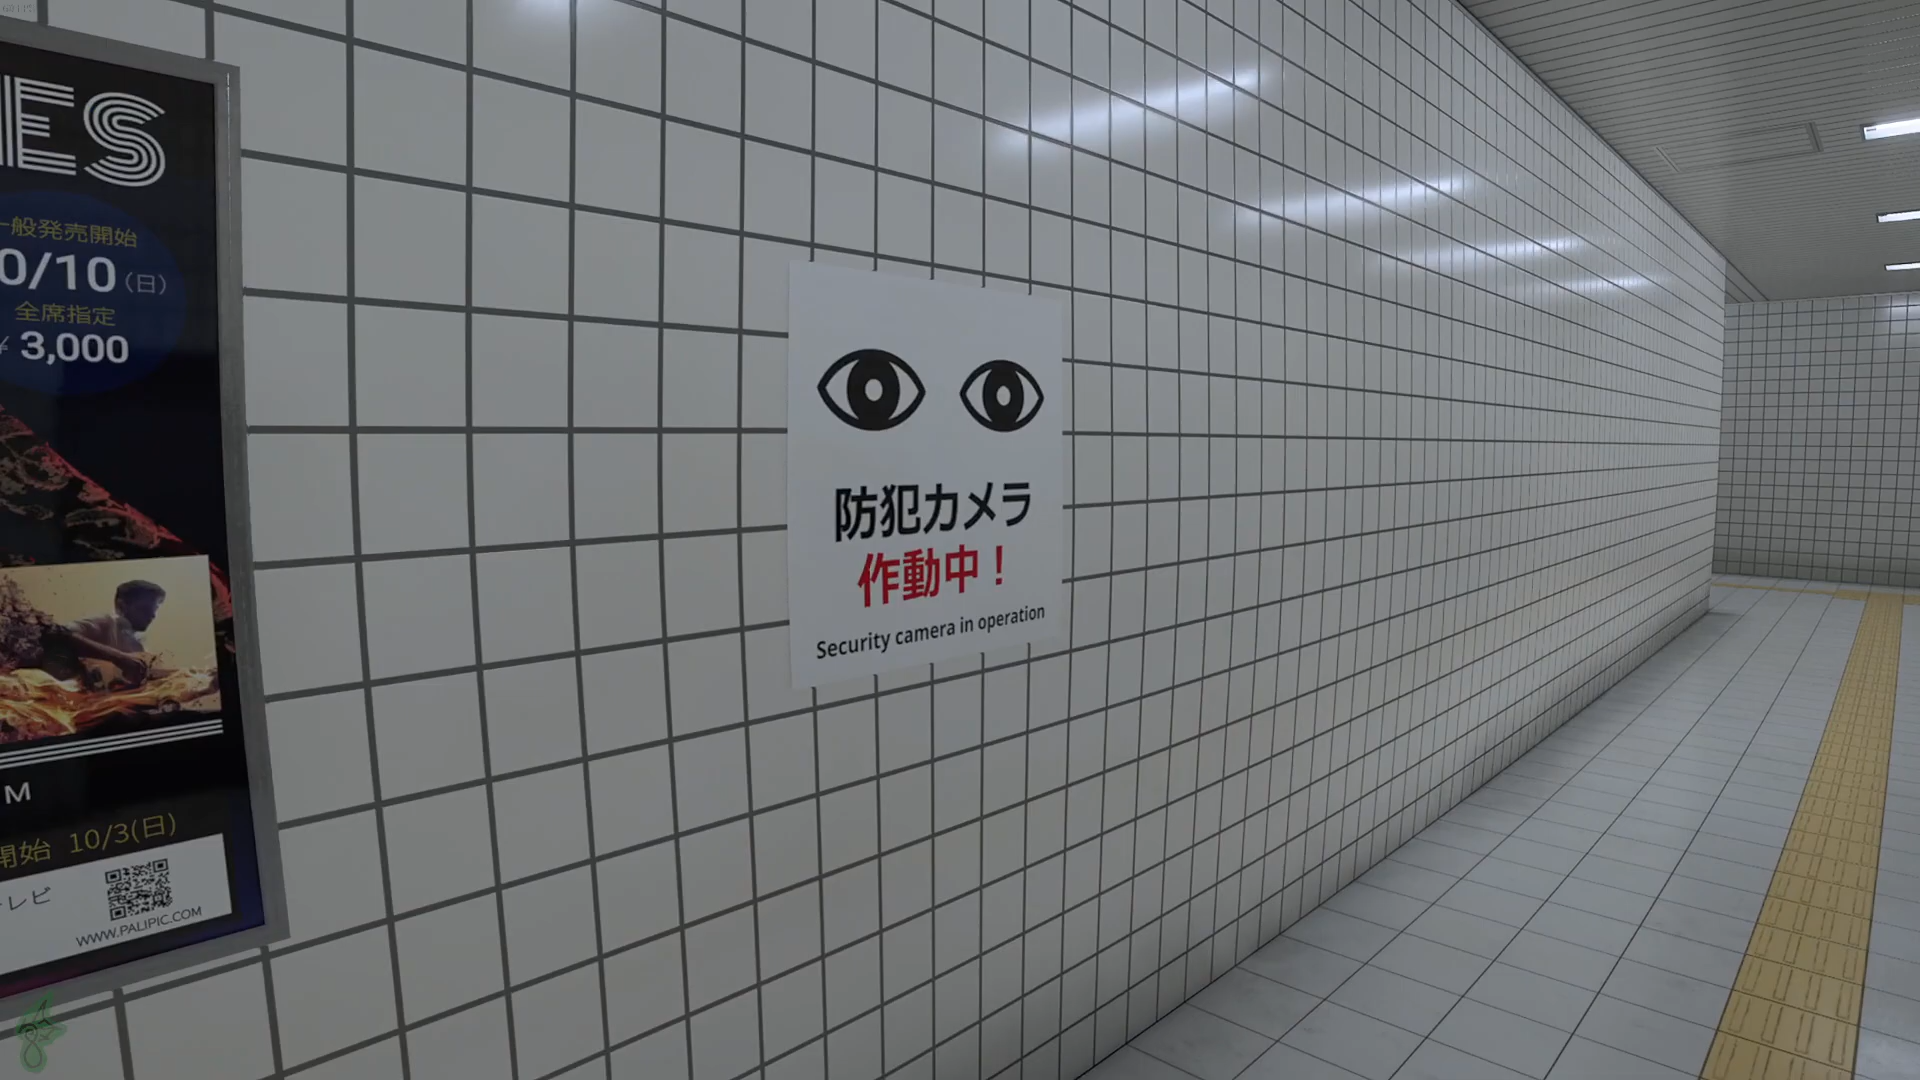 ES
一般発売開始
0/10 (日)
全席指定
¥ 3,000
M
開始 10/3(日)
レビ
WWW.PALIPIC.COM
防犯カメラ
作動中！
Security camera in operation